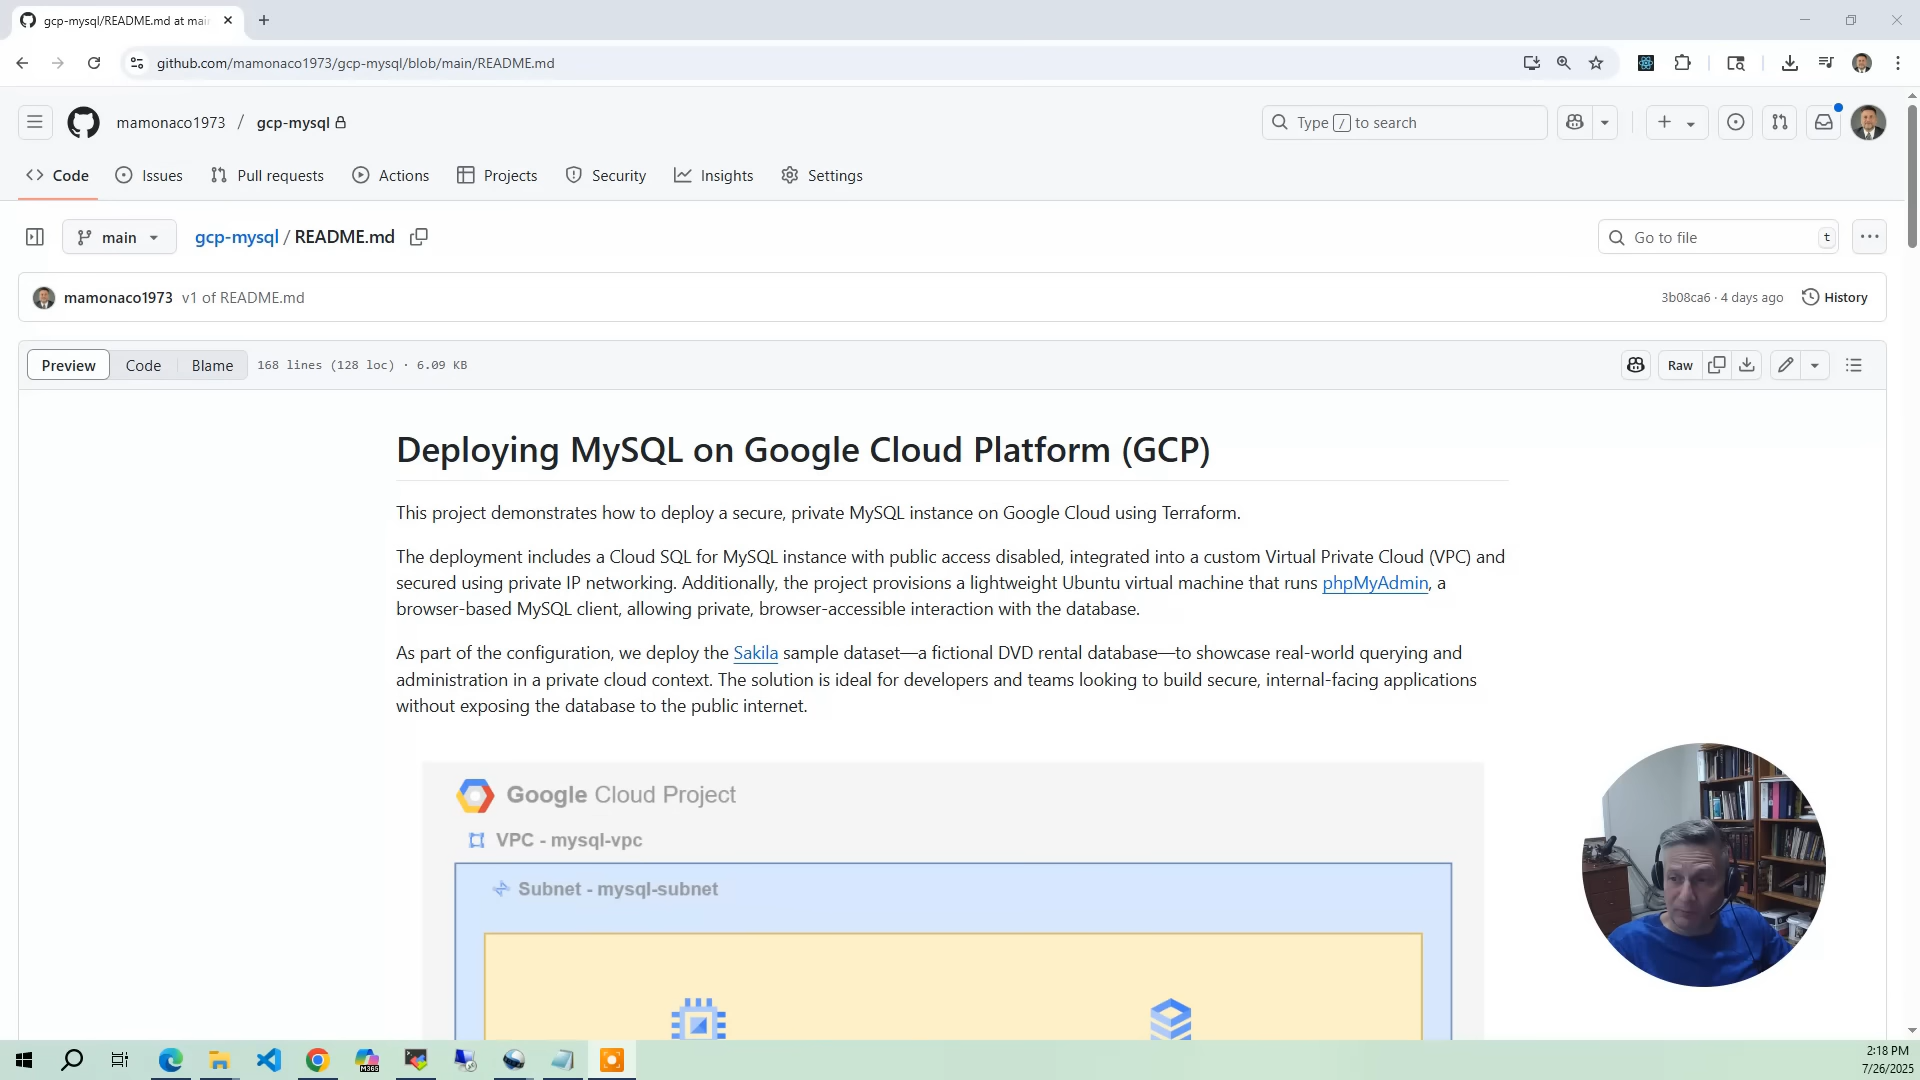 gcp-mysql/README.md at mai
github.com/mamonaco1973/gcp-mysql/blob/main/README.md
mamonaco1973 / gcp-mysql
Type / to search
Code
Issues
Pull requests
Actions
Projects
Security
Insights
Settings
main
gcp-mysql / README.md
Go to file
t
mamonaco1973 v1 of README.md
3b08ca6 · 4 days ago
History
Preview
Code
Blame
168 lines (128 loc) · 6.09 KB
Raw
Deploying MySQL on Google Cloud Platform (GCP)
This project demonstrates how to deploy a secure, private MySQL instance on Google Cloud using Terraform.
The deployment includes a Cloud SQL for MySQL instance with public access disabled, integrated into a custom Virtual Private Cloud (VPC) and
secured using private IP networking. Additionally, the project provisions a lightweight Ubuntu virtual machine that runs phpMyAdmin, a
browser-based MySQL client, allowing private, browser-accessible interaction with the database.
As part of the configuration, we deploy the Sakila sample dataset—a fictional DVD rental database—to showcase real-world querying and
administration in a private cloud context. The solution is ideal for developers and teams looking to build secure, internal-facing applications
without exposing the database to the public internet.
Google Cloud Project
VPC - mysql-vpc
Subnet - mysql-subnet
M365
2:18 PM
7/26/2025